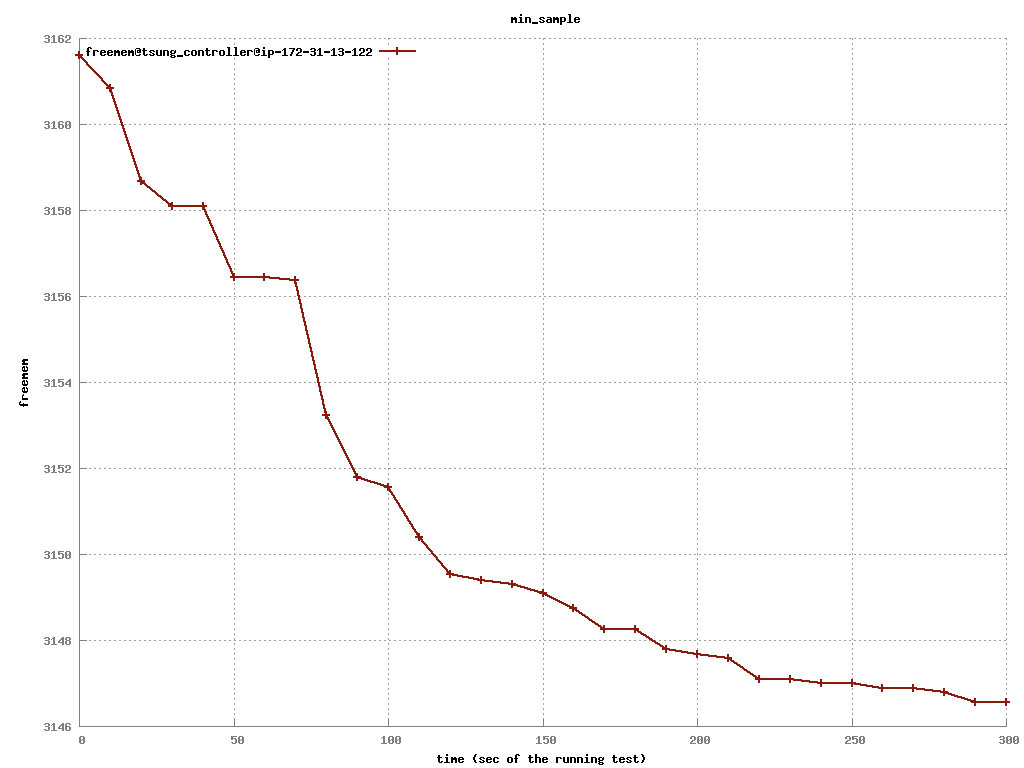 min_sample
freemem@tsung_controller@ip-172-31-13-122
3162
3160
3158
3156
3154
3152
3150
3148
3146
freemem
0 50 100 150 200 250 300
time (sec of the running test)